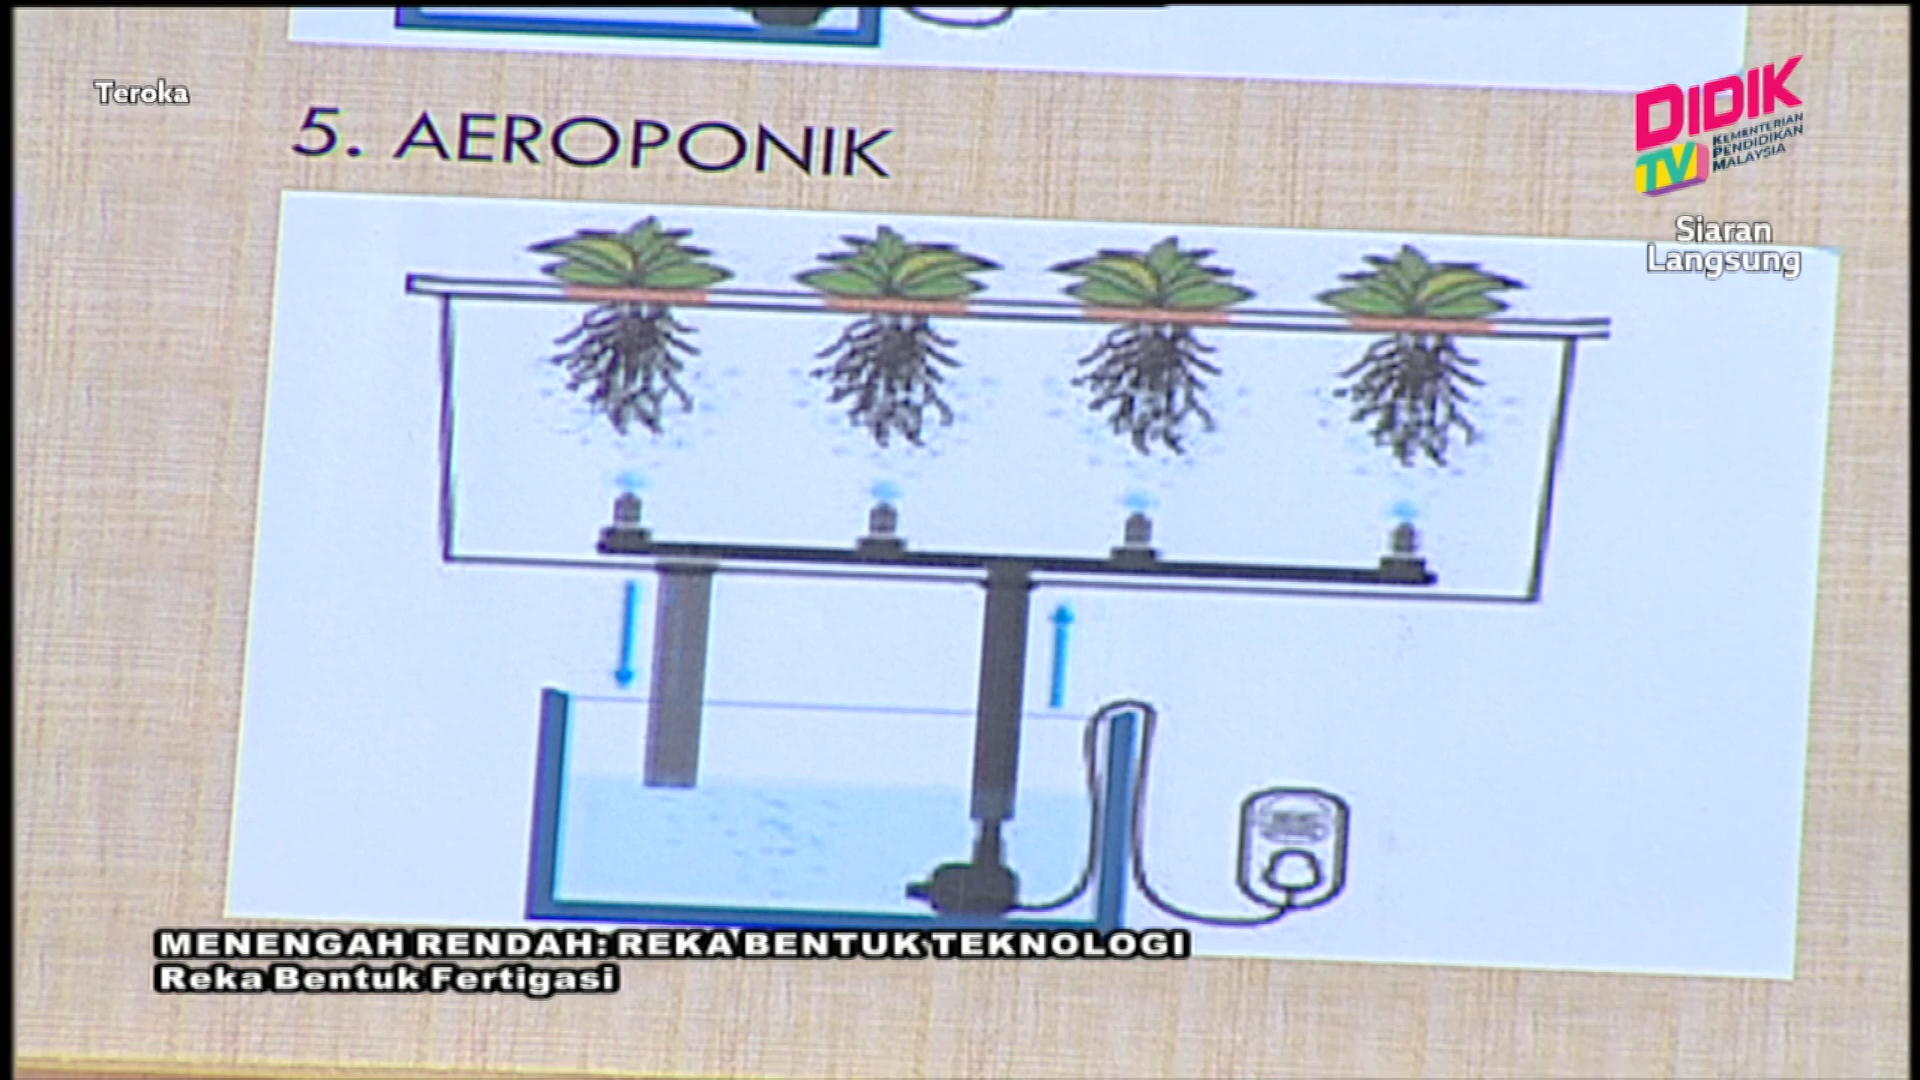 Teroka
5. AEROPONIK
DIDIK
TV
KEMENTERIAN
PENDIDIKAN
MALAYSIA
Siaran
Langsung
MENENGAH RENDAH: REKA BENTUK TEKNOLOGI
Reka Bentuk Fertigasi